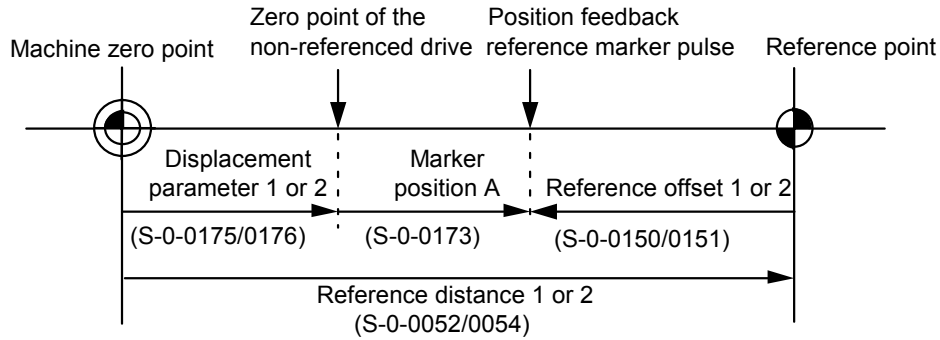 Zero point of the
non-referenced drive
Position feedback
reference marker pulse
Machine zero point
Reference point
Displacement
parameter 1 or 2
Marker
position A
Reference offset 1 or 2
(S-0-0175/0176)
(S-0-0173)
(S-0-0150/0151)
Reference distance 1 or 2
(S-0-0052/0054)